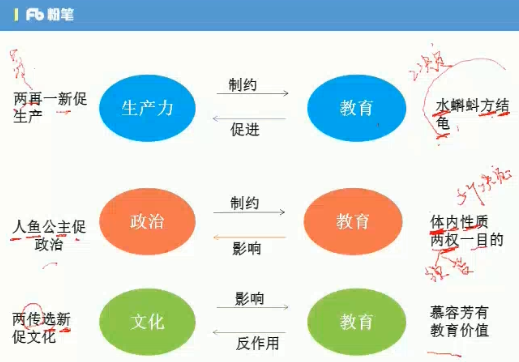 粉笔
两再一新促
生产
生产力
制约
促进
教育
水蝌蚪方结
龟
人鱼公主促
政治
政治
制约
影响
教育
体内性质
两权一目的
两传选新
促文化
文化
影响
反作用
教育
慕容芳有
教育价值